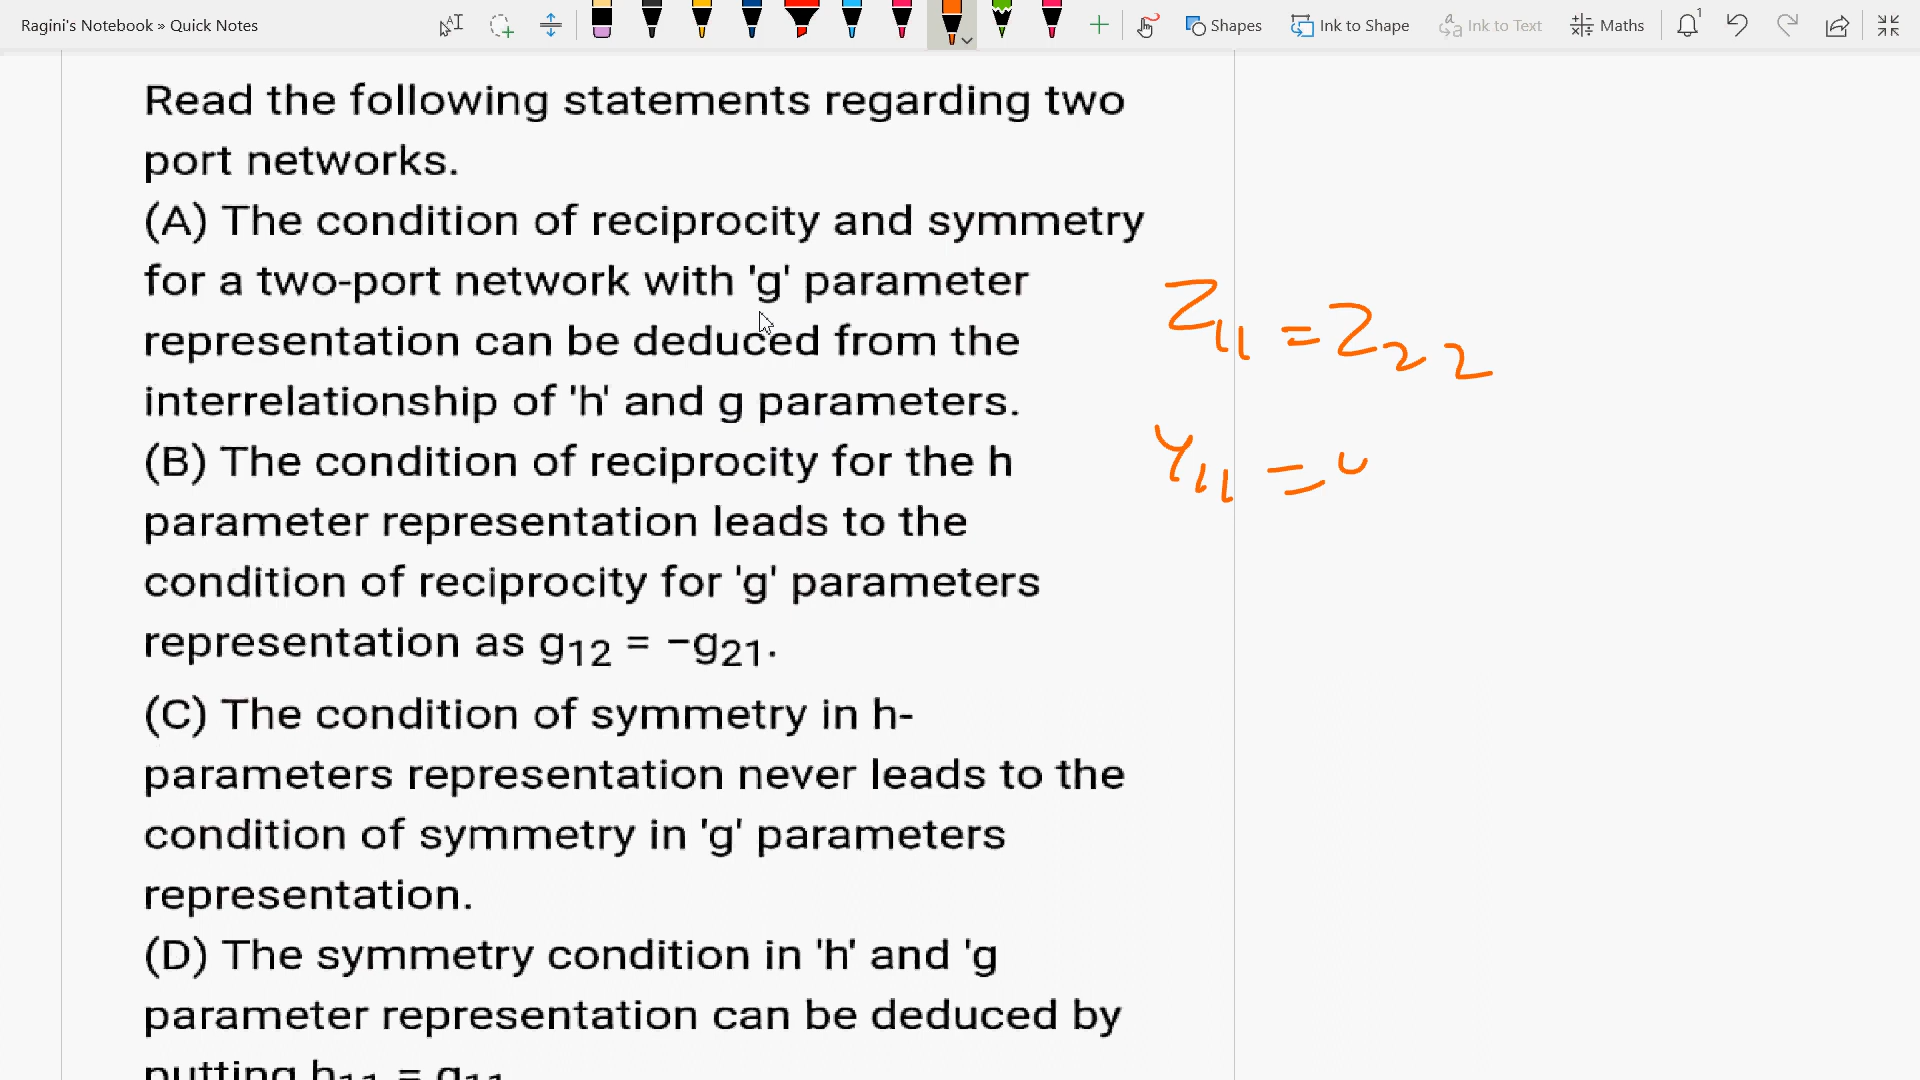 Ragini's Notebook » Quick Notes
Shapes
Ink to Shape
Ink to Text
Maths
1
Read the following statements regarding two
port networks.
(A) The condition of reciprocity and symmetry
for a two-port network with 'g' parameter
representation can be deduced from the
interrelationship of 'h' and g parameters.
(B) The condition of reciprocity for the h
parameter representation leads to the
condition of reciprocity for 'g' parameters
representation as g₁₂ = −g₂₁.
(C) The condition of symmetry in h-
parameters representation never leads to the
condition of symmetry in 'g' parameters
representation.
(D) The symmetry condition in 'h' and 'g
parameter representation can be deduced by
putting h₁₁ = g₁₁
Z₁₁ = Z₂₂
Y₁₁ =